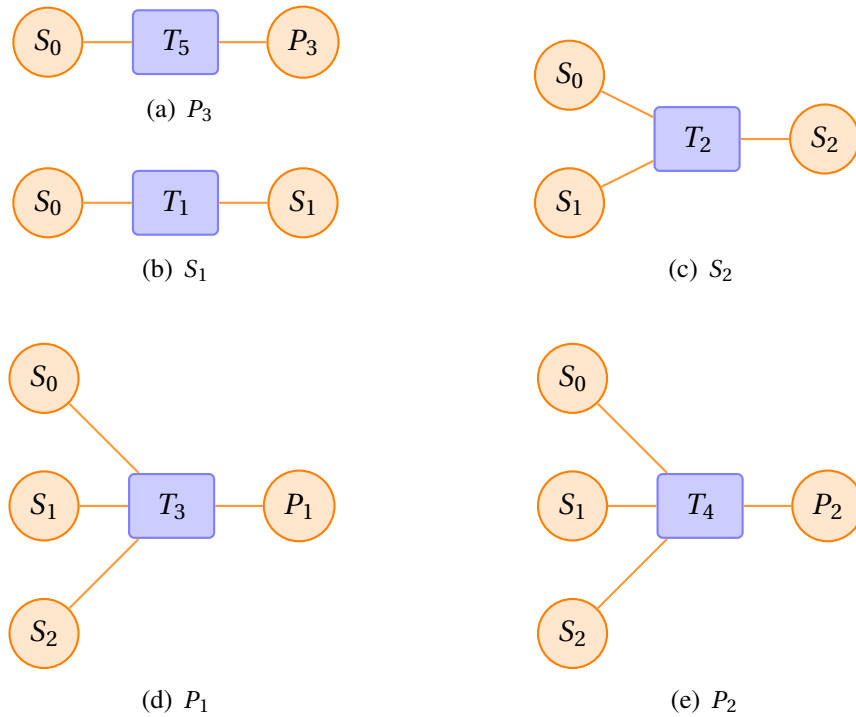 S₀ T₅ P₃
(a) P₃
S₀ T₁ S₁
(b) S₁
S₀
T₂ S₂
S₁
(c) S₂
S₀
S₁ T₃ P₁
S₂
(d) P₁
S₀
S₁ T₄ P₂
S₂
(e) P₂